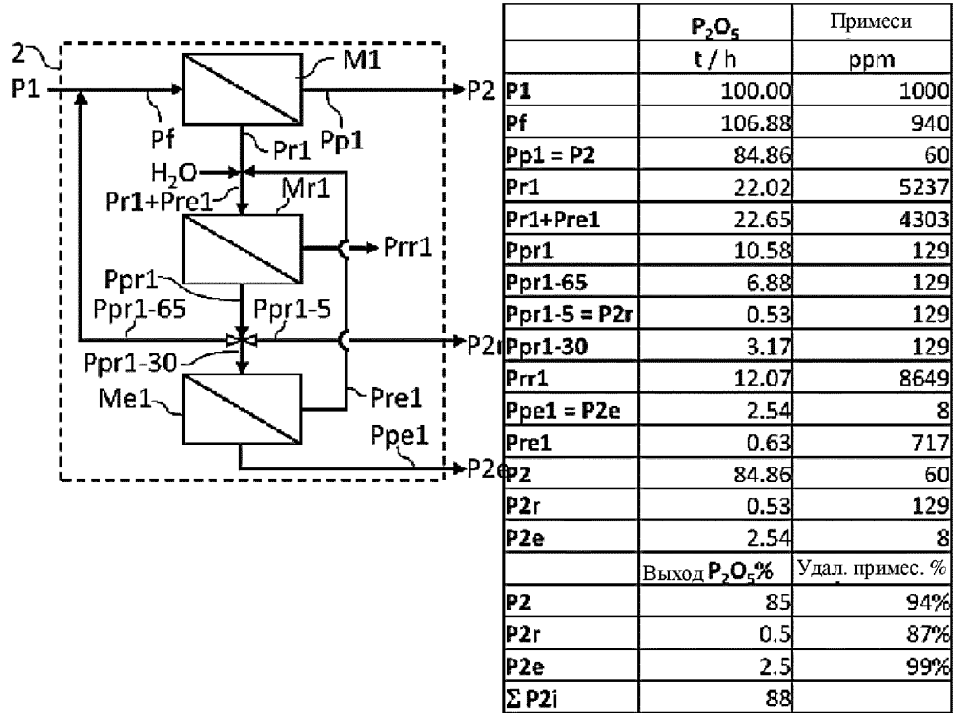 2
P1
M1
P2
Pf
Pp1
Pr1
H₂O
Mr1
Pr1+Pre1
Prr1
Ppr1
Ppr1-65
Ppr1-5
P2r
Ppr1-30
Me1
Pre1
Ppe1
P2e
P₂O₅ Примеси
t / h ppm
P1 100.00 1000
Pf 106.88 940
Pp1 = P2 84.86 60
Pr1 22.02 5237
Pr1+Pre1 22.65 4303
Ppr1 10.58 129
Ppr1-65 6.88 129
Ppr1-5 = P2r 0.53 129
Ppr1-30 3.17 129
Prr1 12.07 8649
Ppe1 = P2e 2.54 8
Pre1 0.63 717
P2 84.86 60
P2r 0.53 129
P2e 2.54 8
Выход P₂O₅% Удал. примес. %
P2 85 94%
P2r 0.5 87%
P2e 2.5 99%
Σ P2i 88